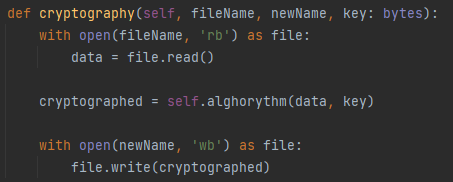 def cryptography(self, fileName, newName, key: bytes):
    with open(fileName, 'rb') as file:
        data = file.read()

    cryptographed = self.alghorythm(data, key)

    with open(newName, 'wb') as file:
        file.write(cryptographed)